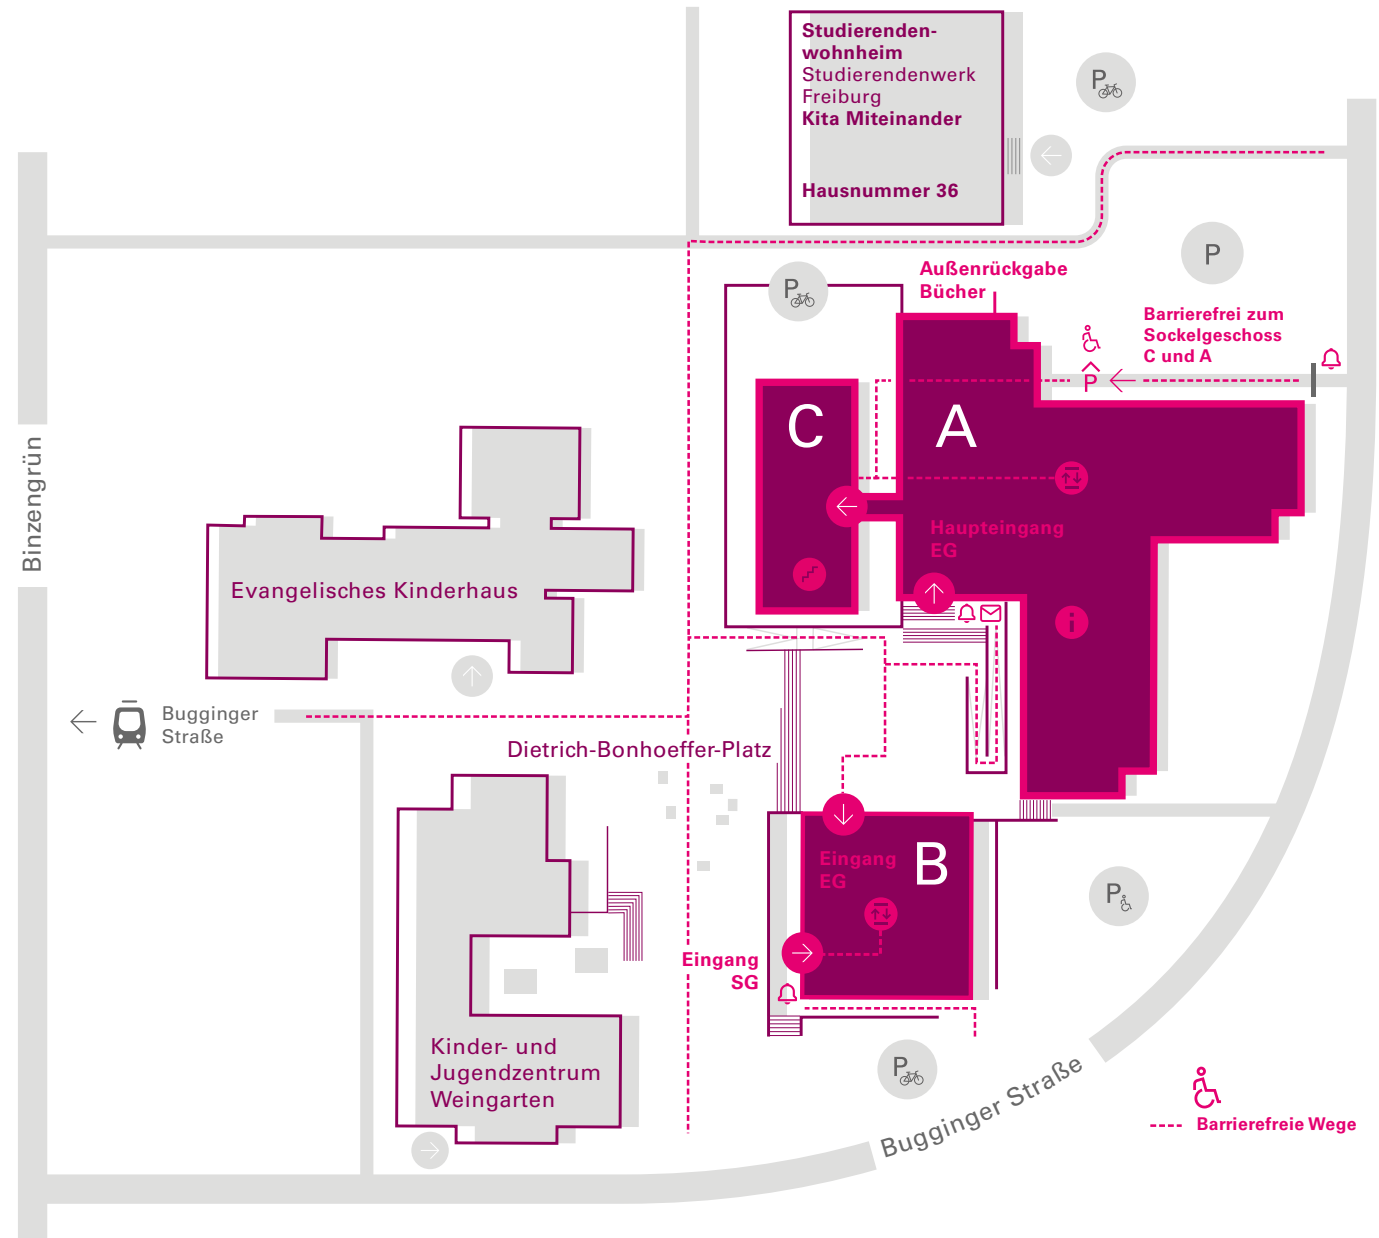 Studierenden-
wohnheim
Studierendenwerk
Freiburg
Kita Miteinander
Hausnummer 36
P
P
P
Außenrückgabe
Bücher
Barrierefrei zum
Sockelgeschoss
C und A
P
C
A
Haupteingang
EG
Binzengrün
Evangelisches Kinderhaus
Bugginger
Straße
Dietrich-Bonhoeffer-Platz
Eingang
EG
B
P
Eingang
SG
Kinder- und
Jugendzentrum
Weingarten
P
Bugginger Straße
Barrierefreie Wege